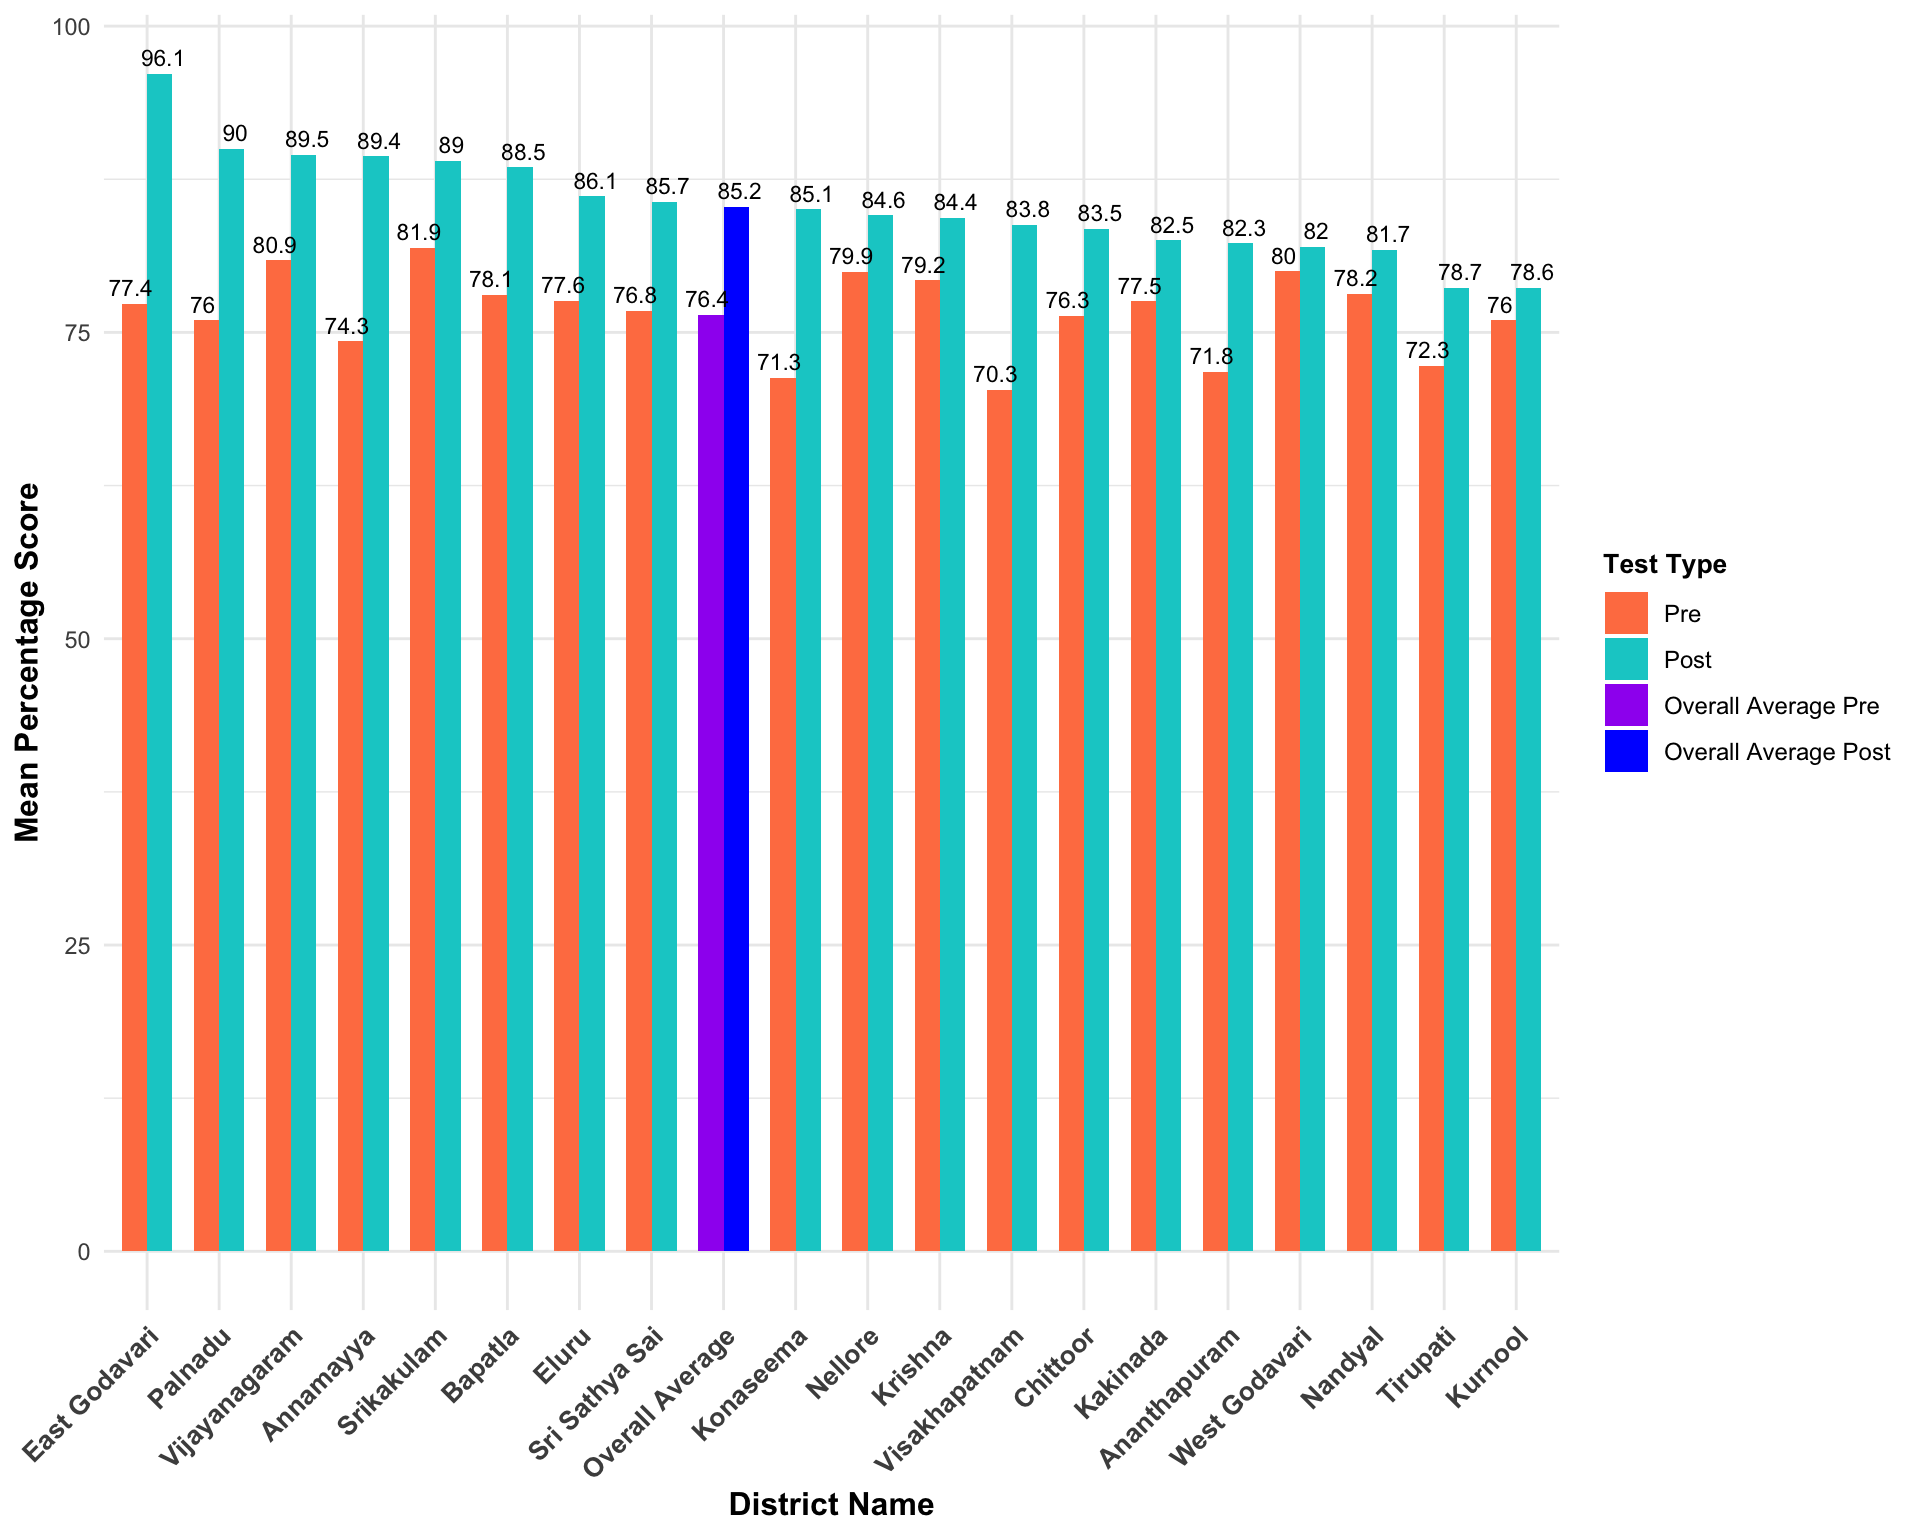 100
75
50
25
0
Mean Percentage Score
77.4
96.1
76
90
80.9
89.5
74.3
89.4
81.9
89
78.1
88.5
77.6
86.1
76.8
85.7
76.4
85.2
71.3
85.1
79.9
84.6
79.2
84.4
70.3
83.8
76.3
83.5
77.5
82.5
71.8
82.3
80
82
78.2
81.7
72.3
78.7
76
78.6
East Godavari
Palnadu
Vijayanagaram
Annamayya
Srikakulam
Bapatla
Eluru
Sri Sathya Sai
Overall Average
Konaseema
Nellore
Krishna
Visakhapatnam
Chittoor
Kakinada
Ananthapuram
West Godavari
Nandyal
Tirupati
Kurnool
District Name
Test Type
Pre
Post
Overall Average Pre
Overall Average Post